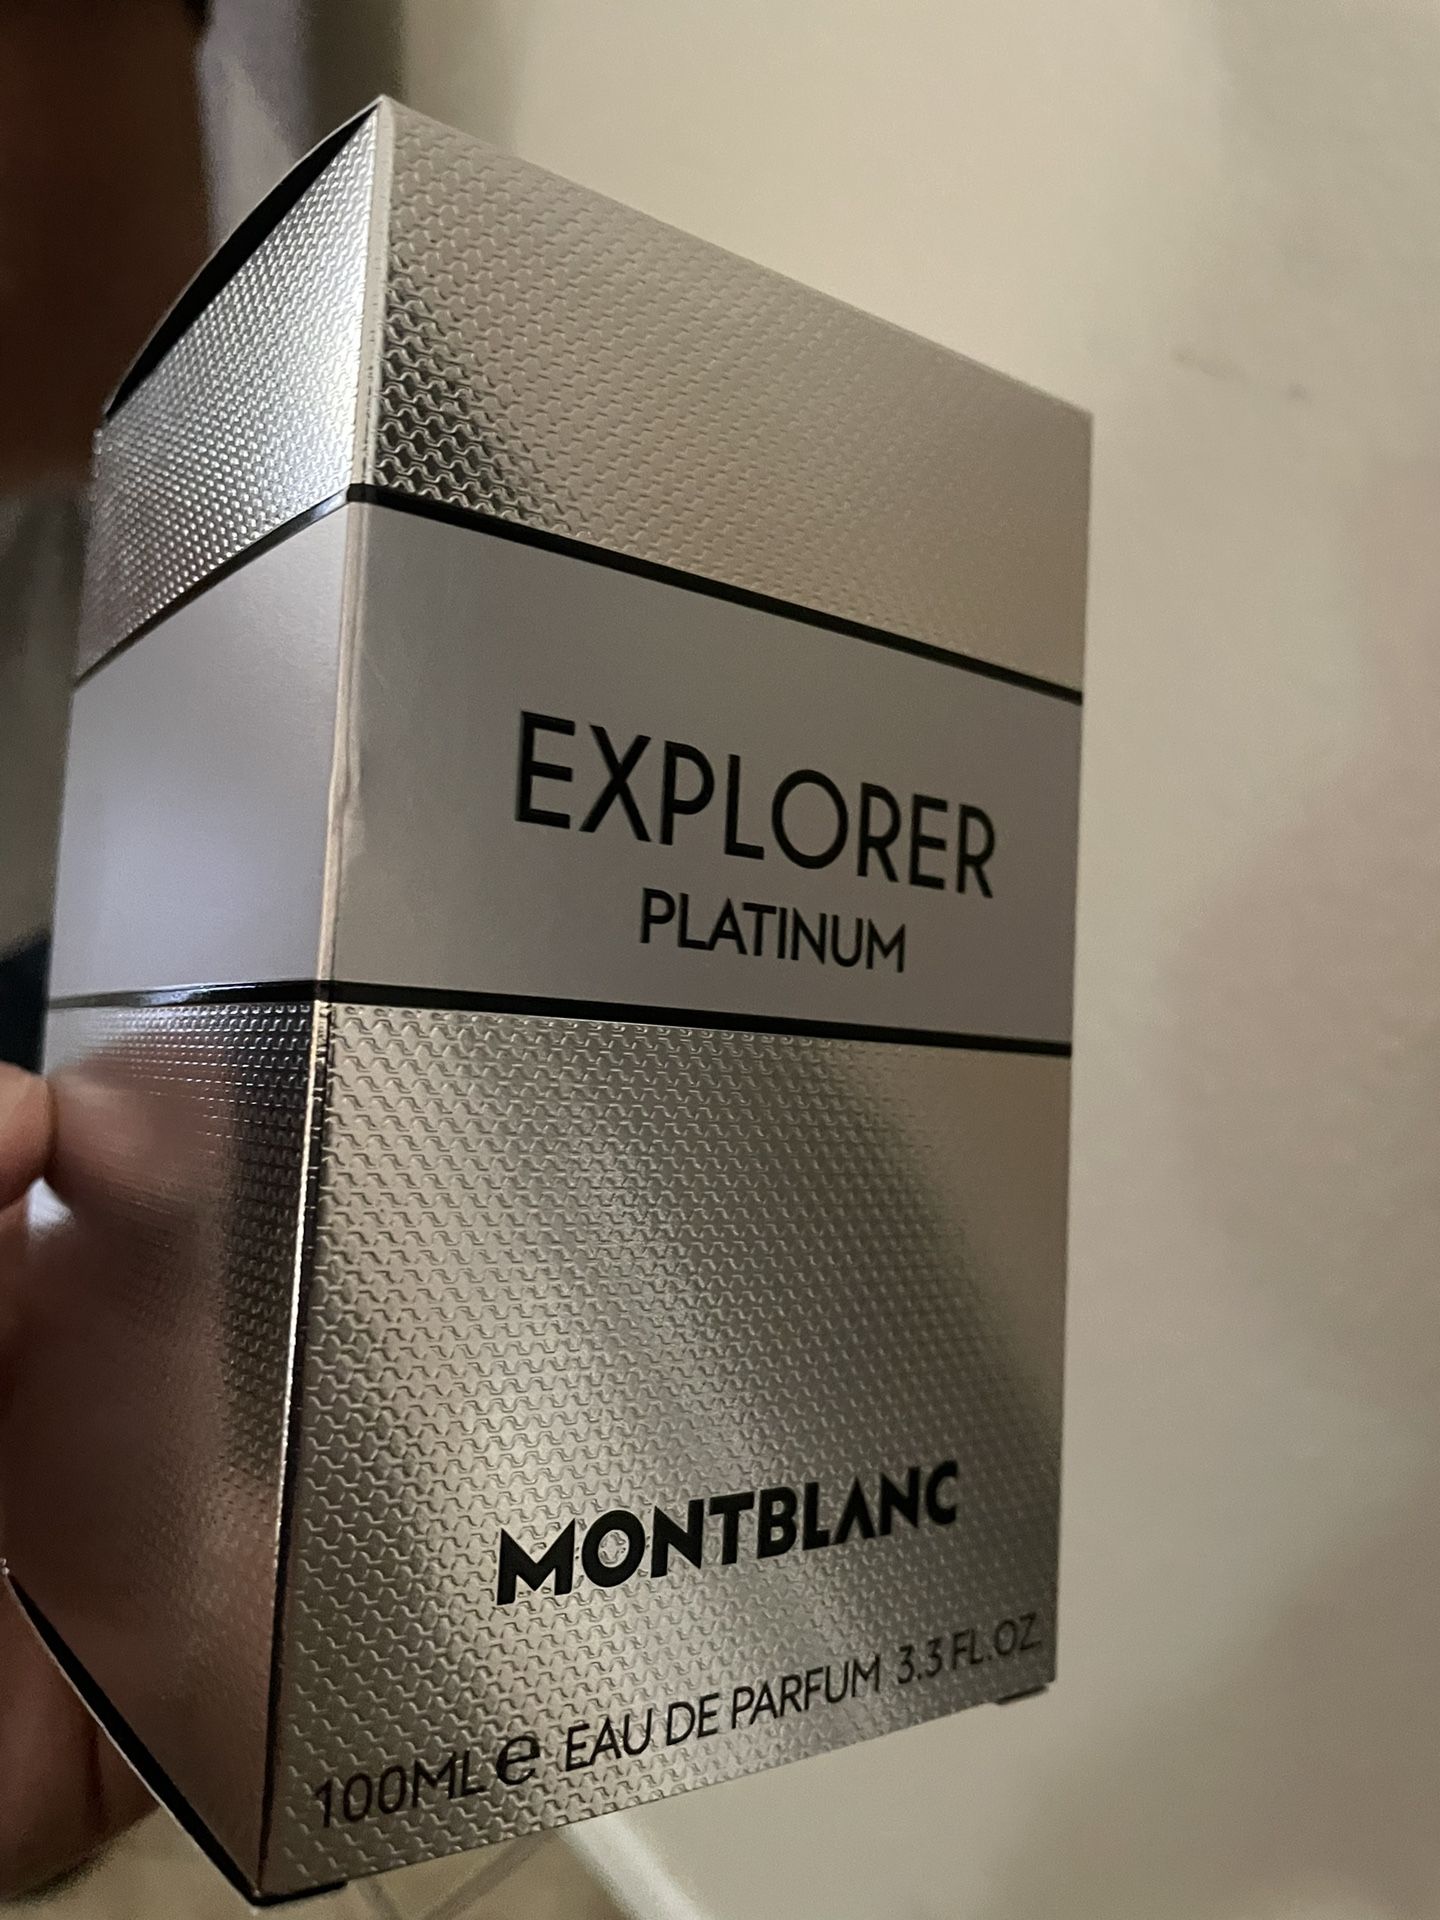 EXPLORER
PLATINUM
MONTBLANC
100ML e EAU DE PARFUM 3.3 FL.OZ.